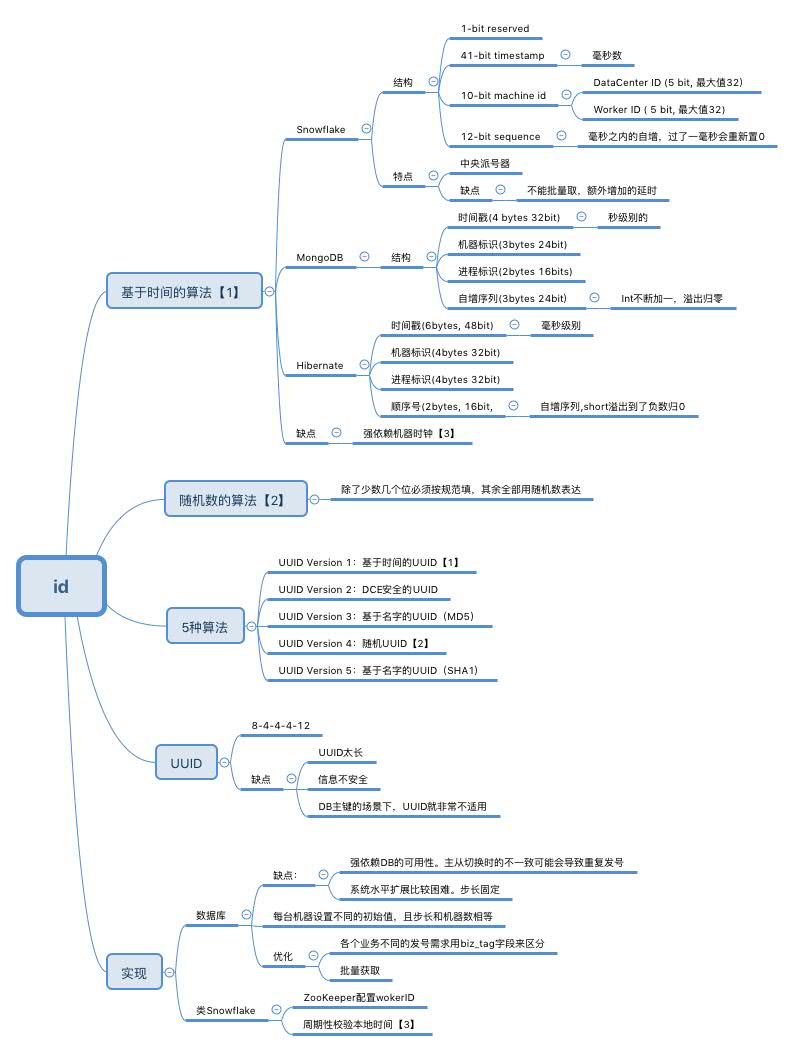 id
基于时间的算法【1】
Snowflake
结构
1-bit reserved
41-bit timestamp
毫秒数
10-bit machine id
DataCenter ID (5 bit, 最大值32)
Worker ID ( 5 bit, 最大值32)
12-bit sequence
毫秒之内的自增，过了一毫秒会重新置0
特点
中央派号器
缺点
不能批量取，额外增加的延时
MongoDB
结构
时间戳(4 bytes 32bit)
秒级别的
机器标识(3byte 24bit)
进程标识(2bytes 16bits)
自增序列(3bytes 24bit)
Int不断加一，溢出归零
Hibernate
时间戳(6bytes, 48bit)
毫秒级别
机器标识(4bytes 32bit)
进程标识(4bytes 32bit)
顺序号(2bytes, 16bit,
自增序列,short溢出到了负数归0
缺点
强依赖机器时钟【3】
随机数的算法【2】
除了少数几个位必须按规范填，其余全部用随机数表达
5种算法
UUID Version 1：基于时间的UUID【1】
UUID Version 2：DCE安全的UUID
UUID Version 3：基于名字的UUID（MD5）
UUID Version 4：随机UUID【2】
UUID Version 5：基于名字的UUID（SHA1）
UUID
8-4-4-4-12
缺点
UUID太长
信息不安全
DB主键的场景下，UUID就非常不适用
实现
数据库
缺点：
强依赖DB的可用性。主从切换时的不一致可能会导致重复发号
系统水平扩展比较困难。步长固定
每台机器设置不同的初始值，且步长和机器数相等
优化
各个业务不同的发号需求用biz_tag字段来区分
批量获取
类Snowflake
ZooKeeper配置wokerID
周期性校验本地时间【3】